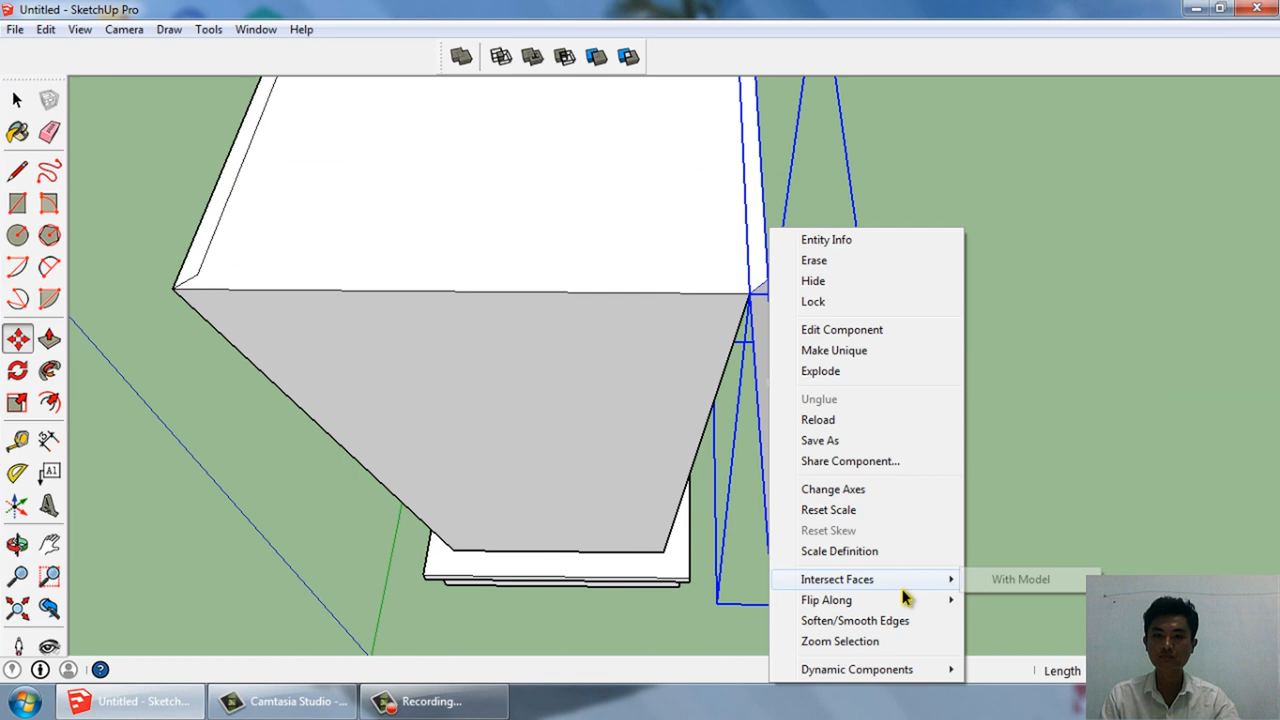 Untitled - SketchUp Pro
File Edit View Camera Draw Tools Window Help
A1
Entity Info
Erase
Hide
Lock
Edit Component
Make Unique
Explode
Unglue
Reload
Save As
Share Component...
Change Axes
Reset Scale
Reset Skew
Scale Definition
Intersect Faces
With Model
Flip Along
Soften/Smooth Edges
Zoom Selection
Dynamic Components
Length
Untitled - Sketch...
Camtasia Studio -...
Recording...